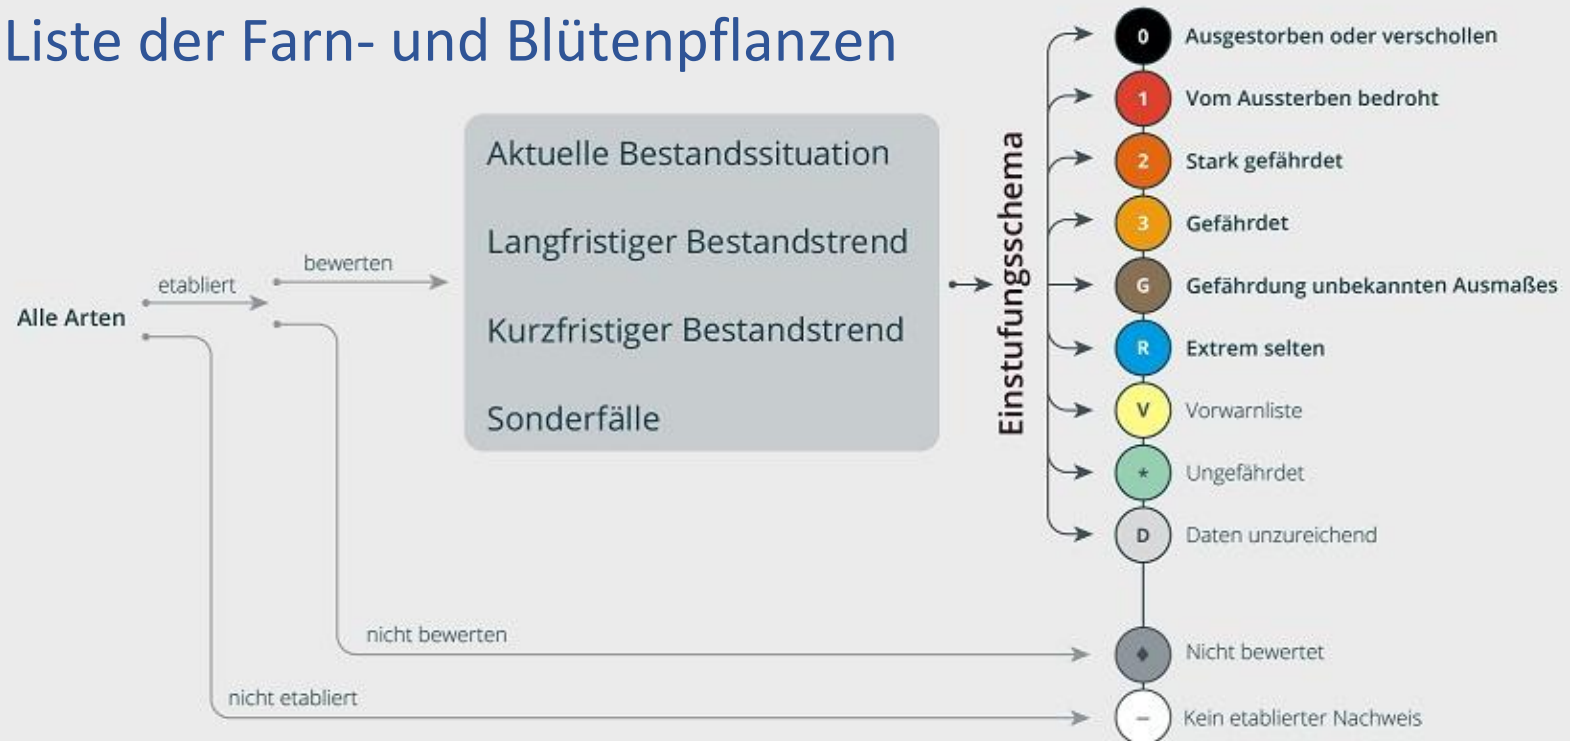 Liste der Farn- und Blütenpflanzen
Alle Arten
etabliert
bewerten
Aktuelle Bestandssituation
Langfristiger Bestandstrend
Kurzfristiger Bestandstrend
Sonderfälle
Einstufungsschema
0 Ausgestorben oder verschollen
1 Vom Aussterben bedroht
2 Stark gefährdet
3 Gefährdet
G Gefährdung unbekannten Ausmaßes
R Extrem selten
V Vorwarnliste
* Ungefährdet
D Daten unzureichend
nicht bewerten
♦ Nicht bewertet
nicht etabliert
– Kein etablierter Nachweis